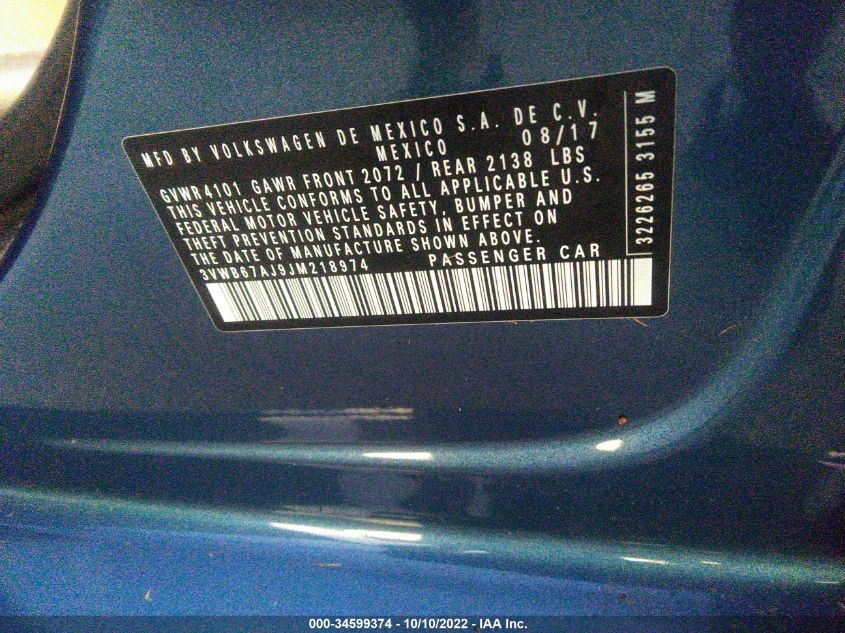 MFD BY VOLKSWAGEN DE MEXICO S.A. DE C.V.
MEXICO 08/17
GVWR4101 GAWR FRONT 2072 / REAR 2138 LBS
THIS VEHICLE CONFORMS TO ALL APPLICABLE U.S.
FEDERAL MOTOR VEHICLE SAFETY, BUMPER AND
THEFT PREVENTION STANDARDS IN EFFECT ON
THE DATE OF MANUFACTURE SHOWN ABOVE.
3VWB67AJ9JM218974 PASSENGER CAR
3226265 3155 M
000-34599374 - 10/10/2022 - IAA Inc.